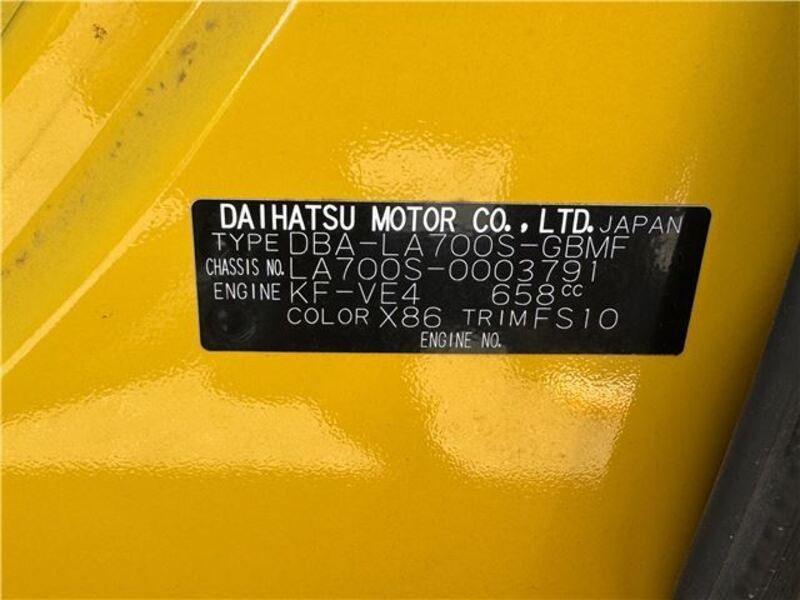 DAIHATSU MOTOR CO., LTD. JAPAN
TYPE DBA-LA700S-GBMF
CHASSIS NO. LA700S-0003791
ENGINE KF-VE4 658cc
COLOR X86 TRIM FS10
ENGINE NO.